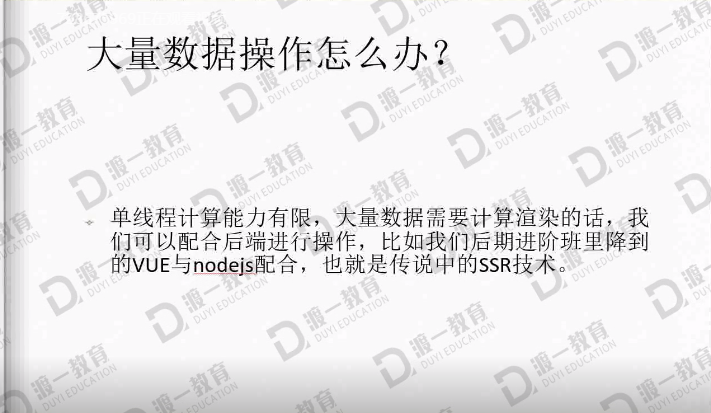 大量数据操作怎么办？
单线程计算能力有限，大量数据需要计算渲染的话，我
们可以配合后端进行操作，比如我们后期进阶班里降到
的VUE与nodejs配合，也就是传说中的SSR技术。
渡一教育
DUYI EDUCATION